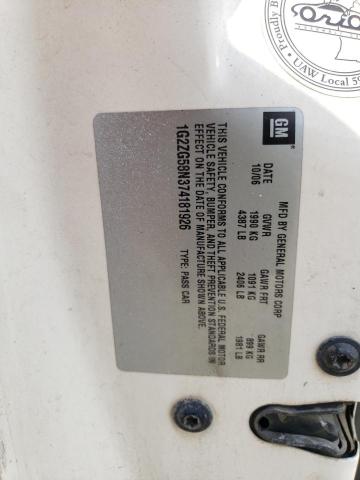 GM
MFD BY GENERAL MOTORS CORP
DATE GVWR GAWR FRT GAWR RR
10/06 1990 KG 1091 KG 899 KG
4387 LB 2406 LB 1981 LB
THIS VEHICLE CONFORMS TO ALL APPLICABLE U.S. FEDERAL MOTOR
VEHICLE SAFETY, BUMPER, AND THEFT PREVENTION STANDARDS IN
EFFECT ON THE DATE OF MANUFACTURE SHOWN ABOVE.
1G2ZG58N374181926 TYPE: PASS CAR
Proudly B
UAW Local 5